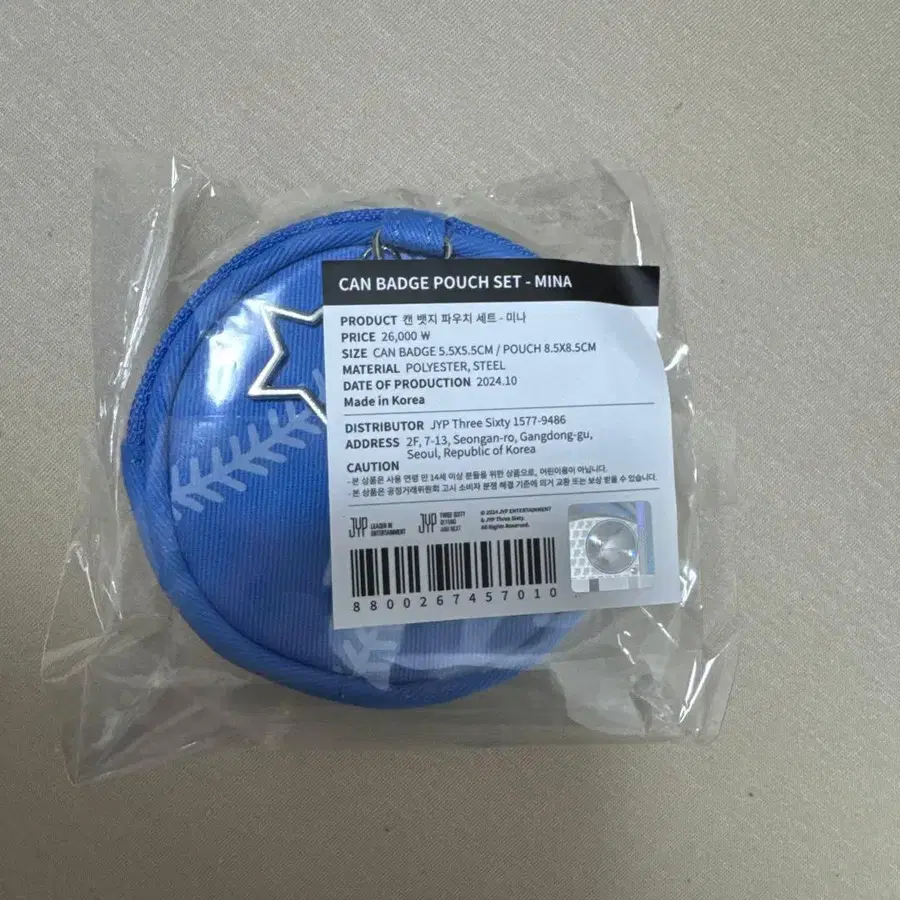 CAN BADGE POUCH SET - MINA
PRODUCT 캔 뱃지 파우치 세트 - 미나
PRICE 26,000 ₩
SIZE CAN BADGE 5.5X5.5CM / POUCH 8.5X8.5CM
MATERIAL POLYESTER, STEEL
DATE OF PRODUCTION 2024.10
Made in Korea
DISTRIBUTOR JYP Three Sixty 1577-9486
ADDRESS 2F, 7-13, Seongan-ro, Gangdong-gu,
Seoul, Republic of Korea
CAUTION
- 본 상품은 사용 연령 만 14세 이상 분들을 위한 상품으로, 어린이용이 아닙니다.
- 본 상품은 공정거래위원회 고시 소비자 분쟁 해결 기준에 의거 교환 또는 보상 받을 수 있습니다.
JYP LEADER IN
ENTERTAINMENT
JYP THREE SIXTY
© 2024 JYP ENTERTAINMENT
& JYP Three Sixty.
All Rights Reserved.
8800267457010